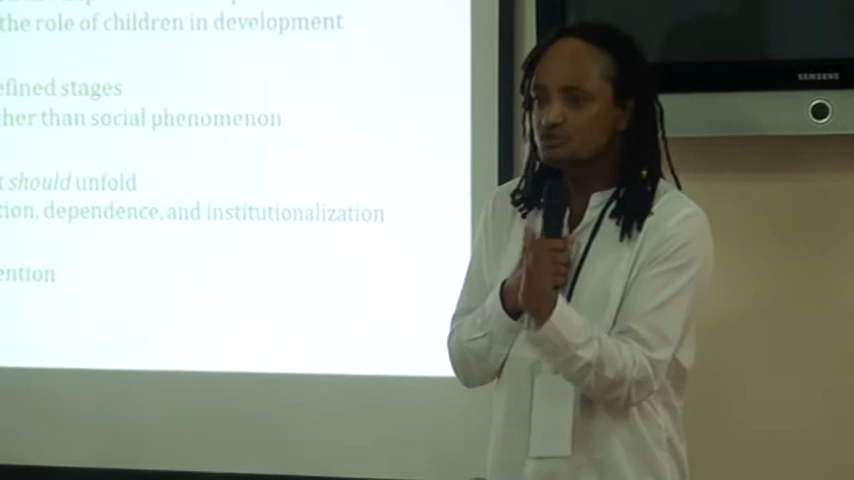 the role of children in development
efined stages
her than social phenomenon
t should unfold
tion, dependence, and institutionalization
ention
SAMSUNG